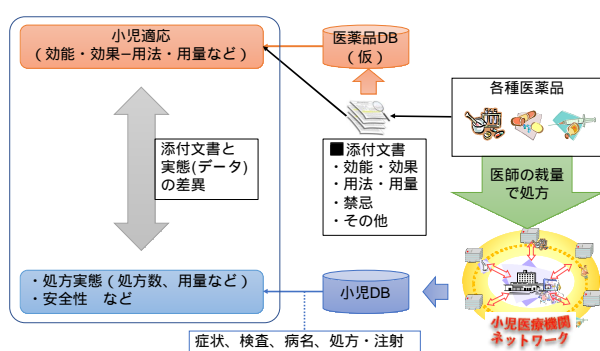 小児適応
（効能・効果−用法・用量など）
医薬品DB
（仮）
各種医薬品
添付文書と
実態(データ)
の差異
■添付文書
・効能・効果
・用法・用量
・禁忌
・その他
医師の裁量
で処方
・処方実態（処方数、用量など）
・安全性　など
小児DB
小児医療機関
ネットワーク
症状、検査、病名、処方・注射